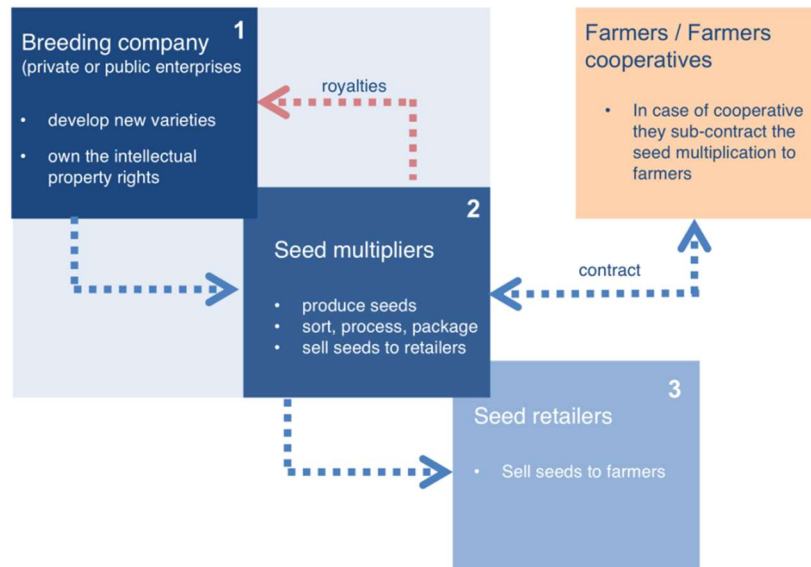 1
Breeding company
(private or public enterprises
• develop new varieties
• own the intellectual
property rights
royalties
Farmers / Farmers
cooperatives
• In case of cooperative
they sub-contract the
seed multiplication to
farmers
2
Seed multipliers
• produce seeds
• sort, process, package
• sell seeds to retailers
contract
3
Seed retailers
• Sell seeds to farmers